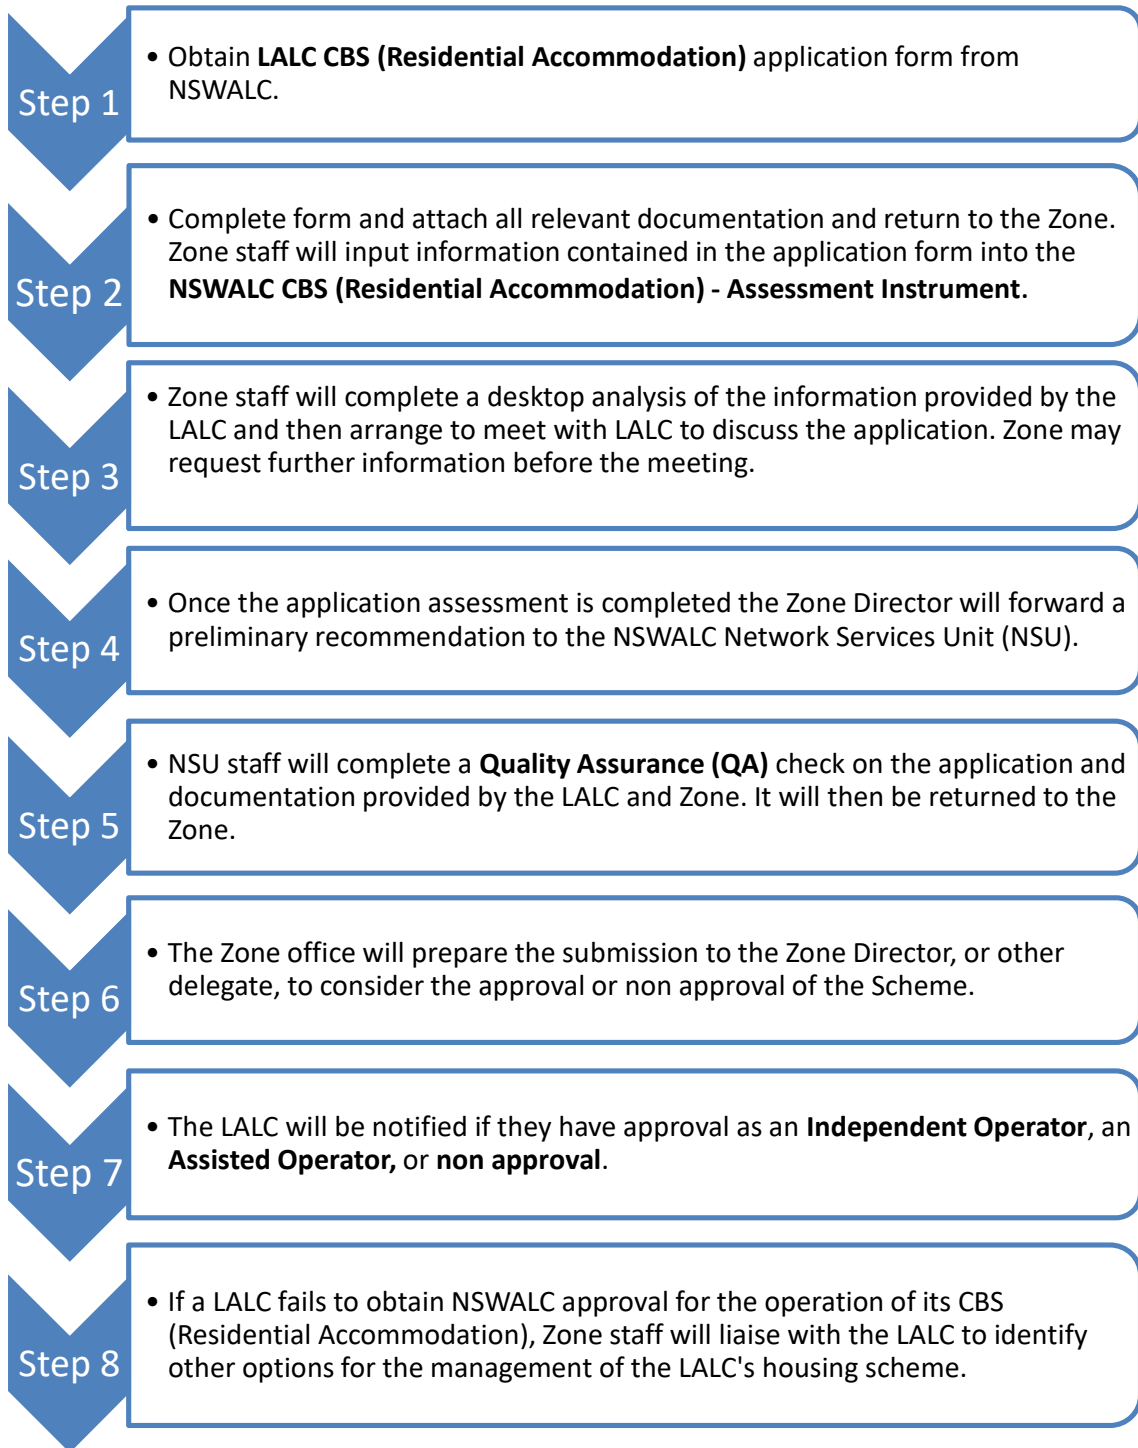 Step 1
• Obtain LALC CBS (Residential Accommodation) application form from
NSWALC.
Step 2
• Complete form and attach all relevant documentation and return to the Zone.
Zone staff will input information contained in the application form into the
NSWALC CBS (Residential Accommodation) - Assessment Instrument.
Step 3
• Zone staff will complete a desktop analysis of the information provided by the
LALC and then arrange to meet with LALC to discuss the application. Zone may
request further information before the meeting.
Step 4
• Once the application assessment is completed the Zone Director will forward a
preliminary recommendation to the NSWALC Network Services Unit (NSU).
Step 5
• NSU staff will complete a Quality Assurance (QA) check on the application and
documentation provided by the LALC and Zone. It will then be returned to the
Zone.
Step 6
• The Zone office will prepare the submission to the Zone Director, or other
delegate, to consider the approval or non approval of the Scheme.
Step 7
• The LALC will be notified if they have approval as an Independent Operator, an
Assisted Operator, or non approval.
Step 8
• If a LALC fails to obtain NSWALC approval for the operation of its CBS
(Residential Accommodation), Zone staff will liaise with the LALC to identify
other options for the management of the LALC's housing scheme.